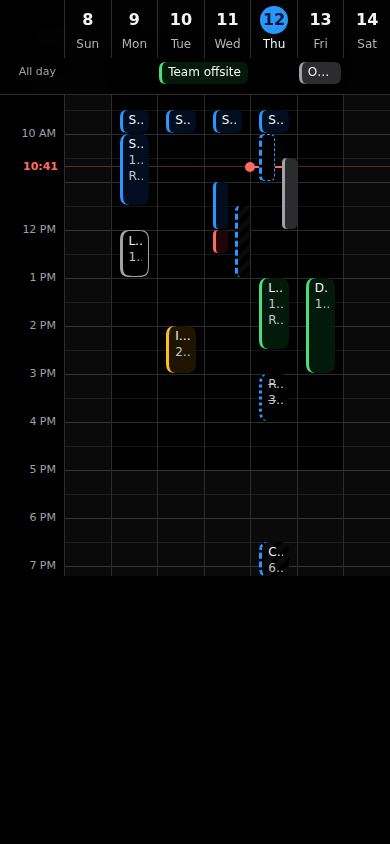 8 9 10 11 12 13 14
Sun Mon Tue Wed Thu Fri Sat
All day Team offsite O…
S.. S.. S.. S..
10 AM
S..
1..
R..
10:41
12 PM
L..
1..
1 PM
L.. D.
1.. 1..
R..
2 PM
I…
2..
3 PM
R..
3..
4 PM
5 PM
6 PM
C..
6..
7 PM